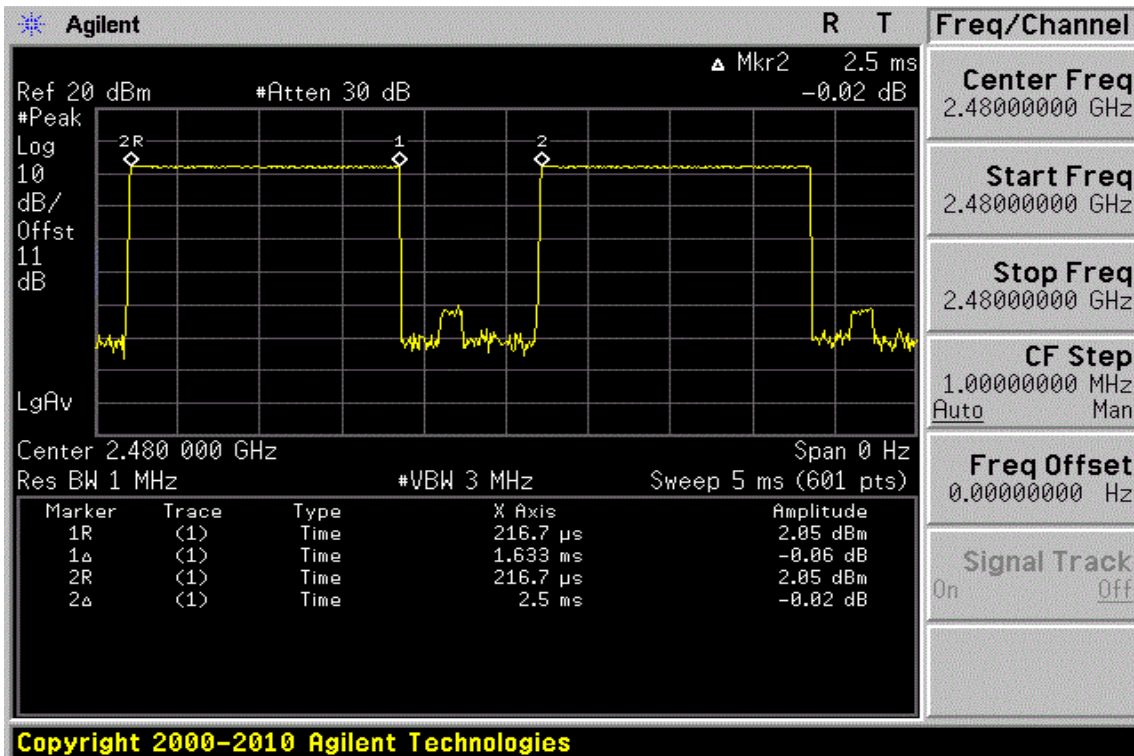 Agilent R T
Freq/Channel
Δ Mkr2 2.5 ms
Ref 20 dBm #Atten 30 dB -0.02 dB
#Peak
Log
10
dB/
Offst
11
dB
LgAv
2R 1 2
Center 2.480 000 GHz Span 0 Hz
Res BW 1 MHz #VBW 3 MHz Sweep 5 ms (601 pts)
Marker Trace Type X Axis Amplitude
1R (1) Time 216.7 µs 2.05 dBm
1Δ (1) Time 1.633 ms -0.06 dB
2R (1) Time 216.7 µs 2.05 dBm
2Δ (1) Time 2.5 ms -0.02 dB
Center Freq
2.48000000 GHz
Start Freq
2.48000000 GHz
Stop Freq
2.48000000 GHz
CF Step
1.00000000 MHz
Auto Man
Freq Offset
0.00000000 Hz
Signal Track
On Off
Copyright 2000-2010 Agilent Technologies